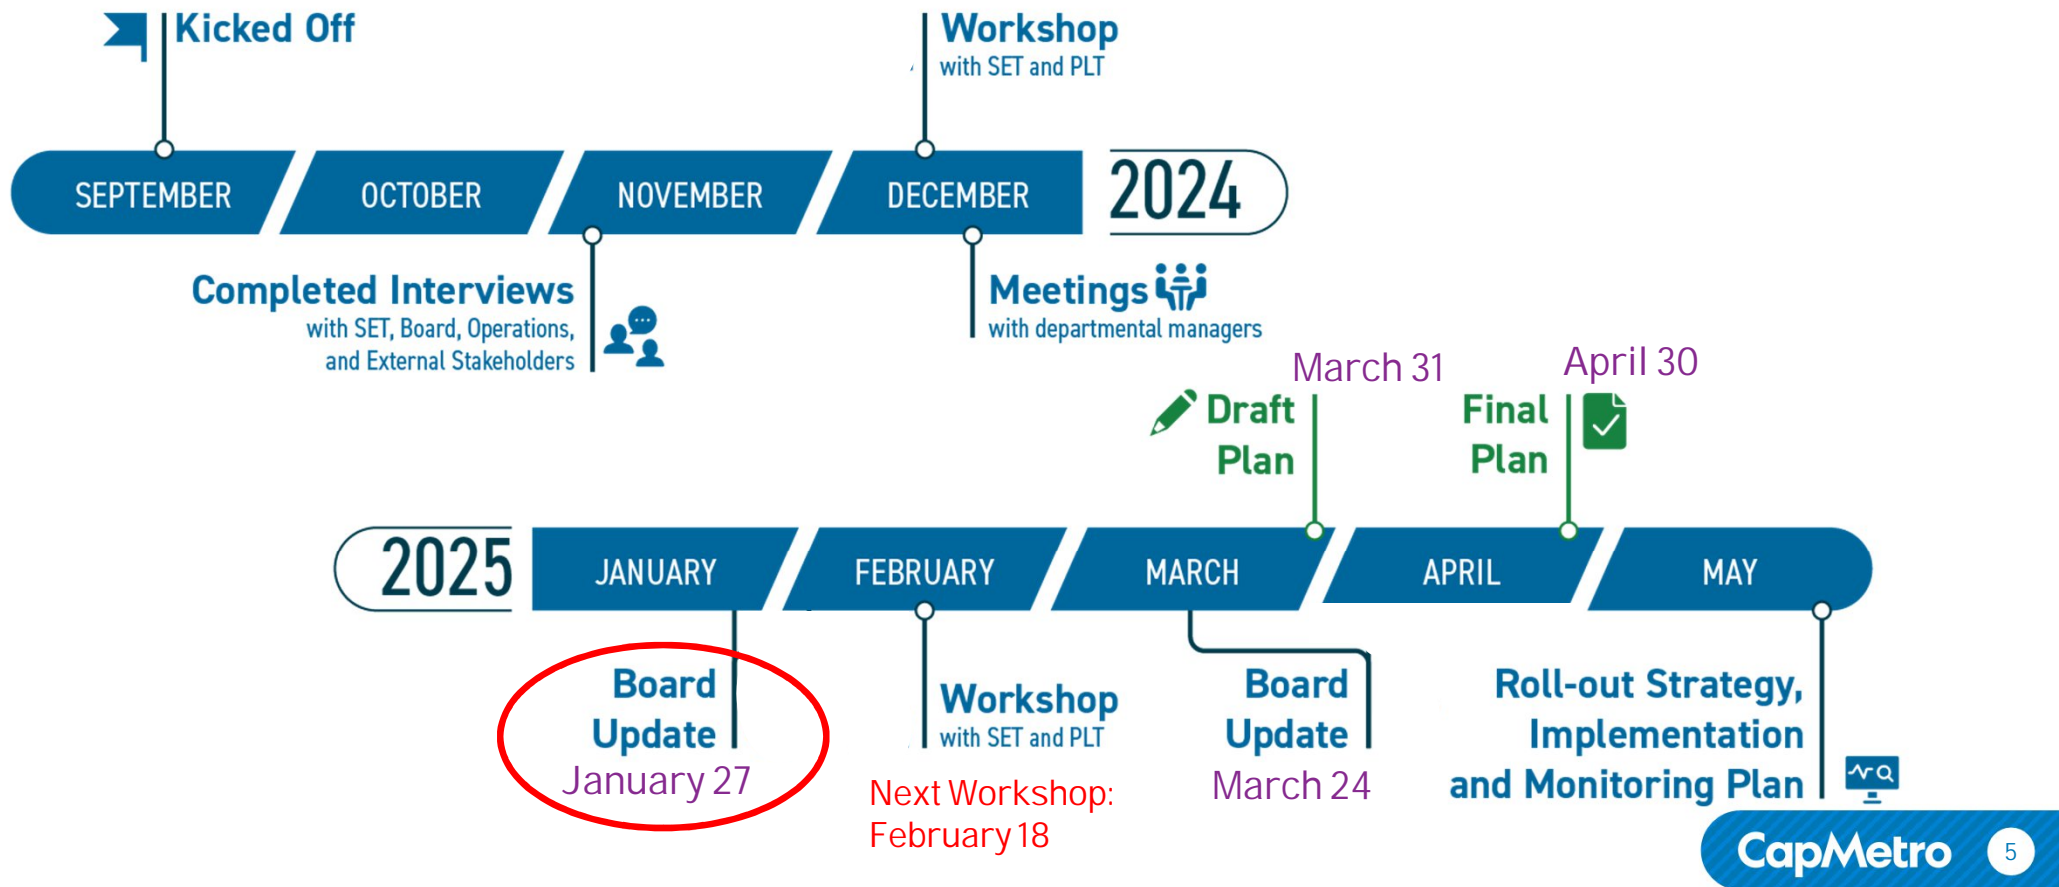 Kicked Off
Workshop
with SET and PLT
SEPTEMBER
OCTOBER
NOVEMBER
DECEMBER
2024
Completed Interviews
with SET, Board, Operations,
and External Stakeholders
Meetings
with departmental managers
March 31
April 30
Draft
Plan
Final
Plan
2025
JANUARY
FEBRUARY
MARCH
APRIL
MAY
Board
Update
January 27
Workshop
with SET and PLT
Next Workshop:
February 18
Board
Update
March 24
Roll-out Strategy,
Implementation
and Monitoring Plan
CapMetro
5